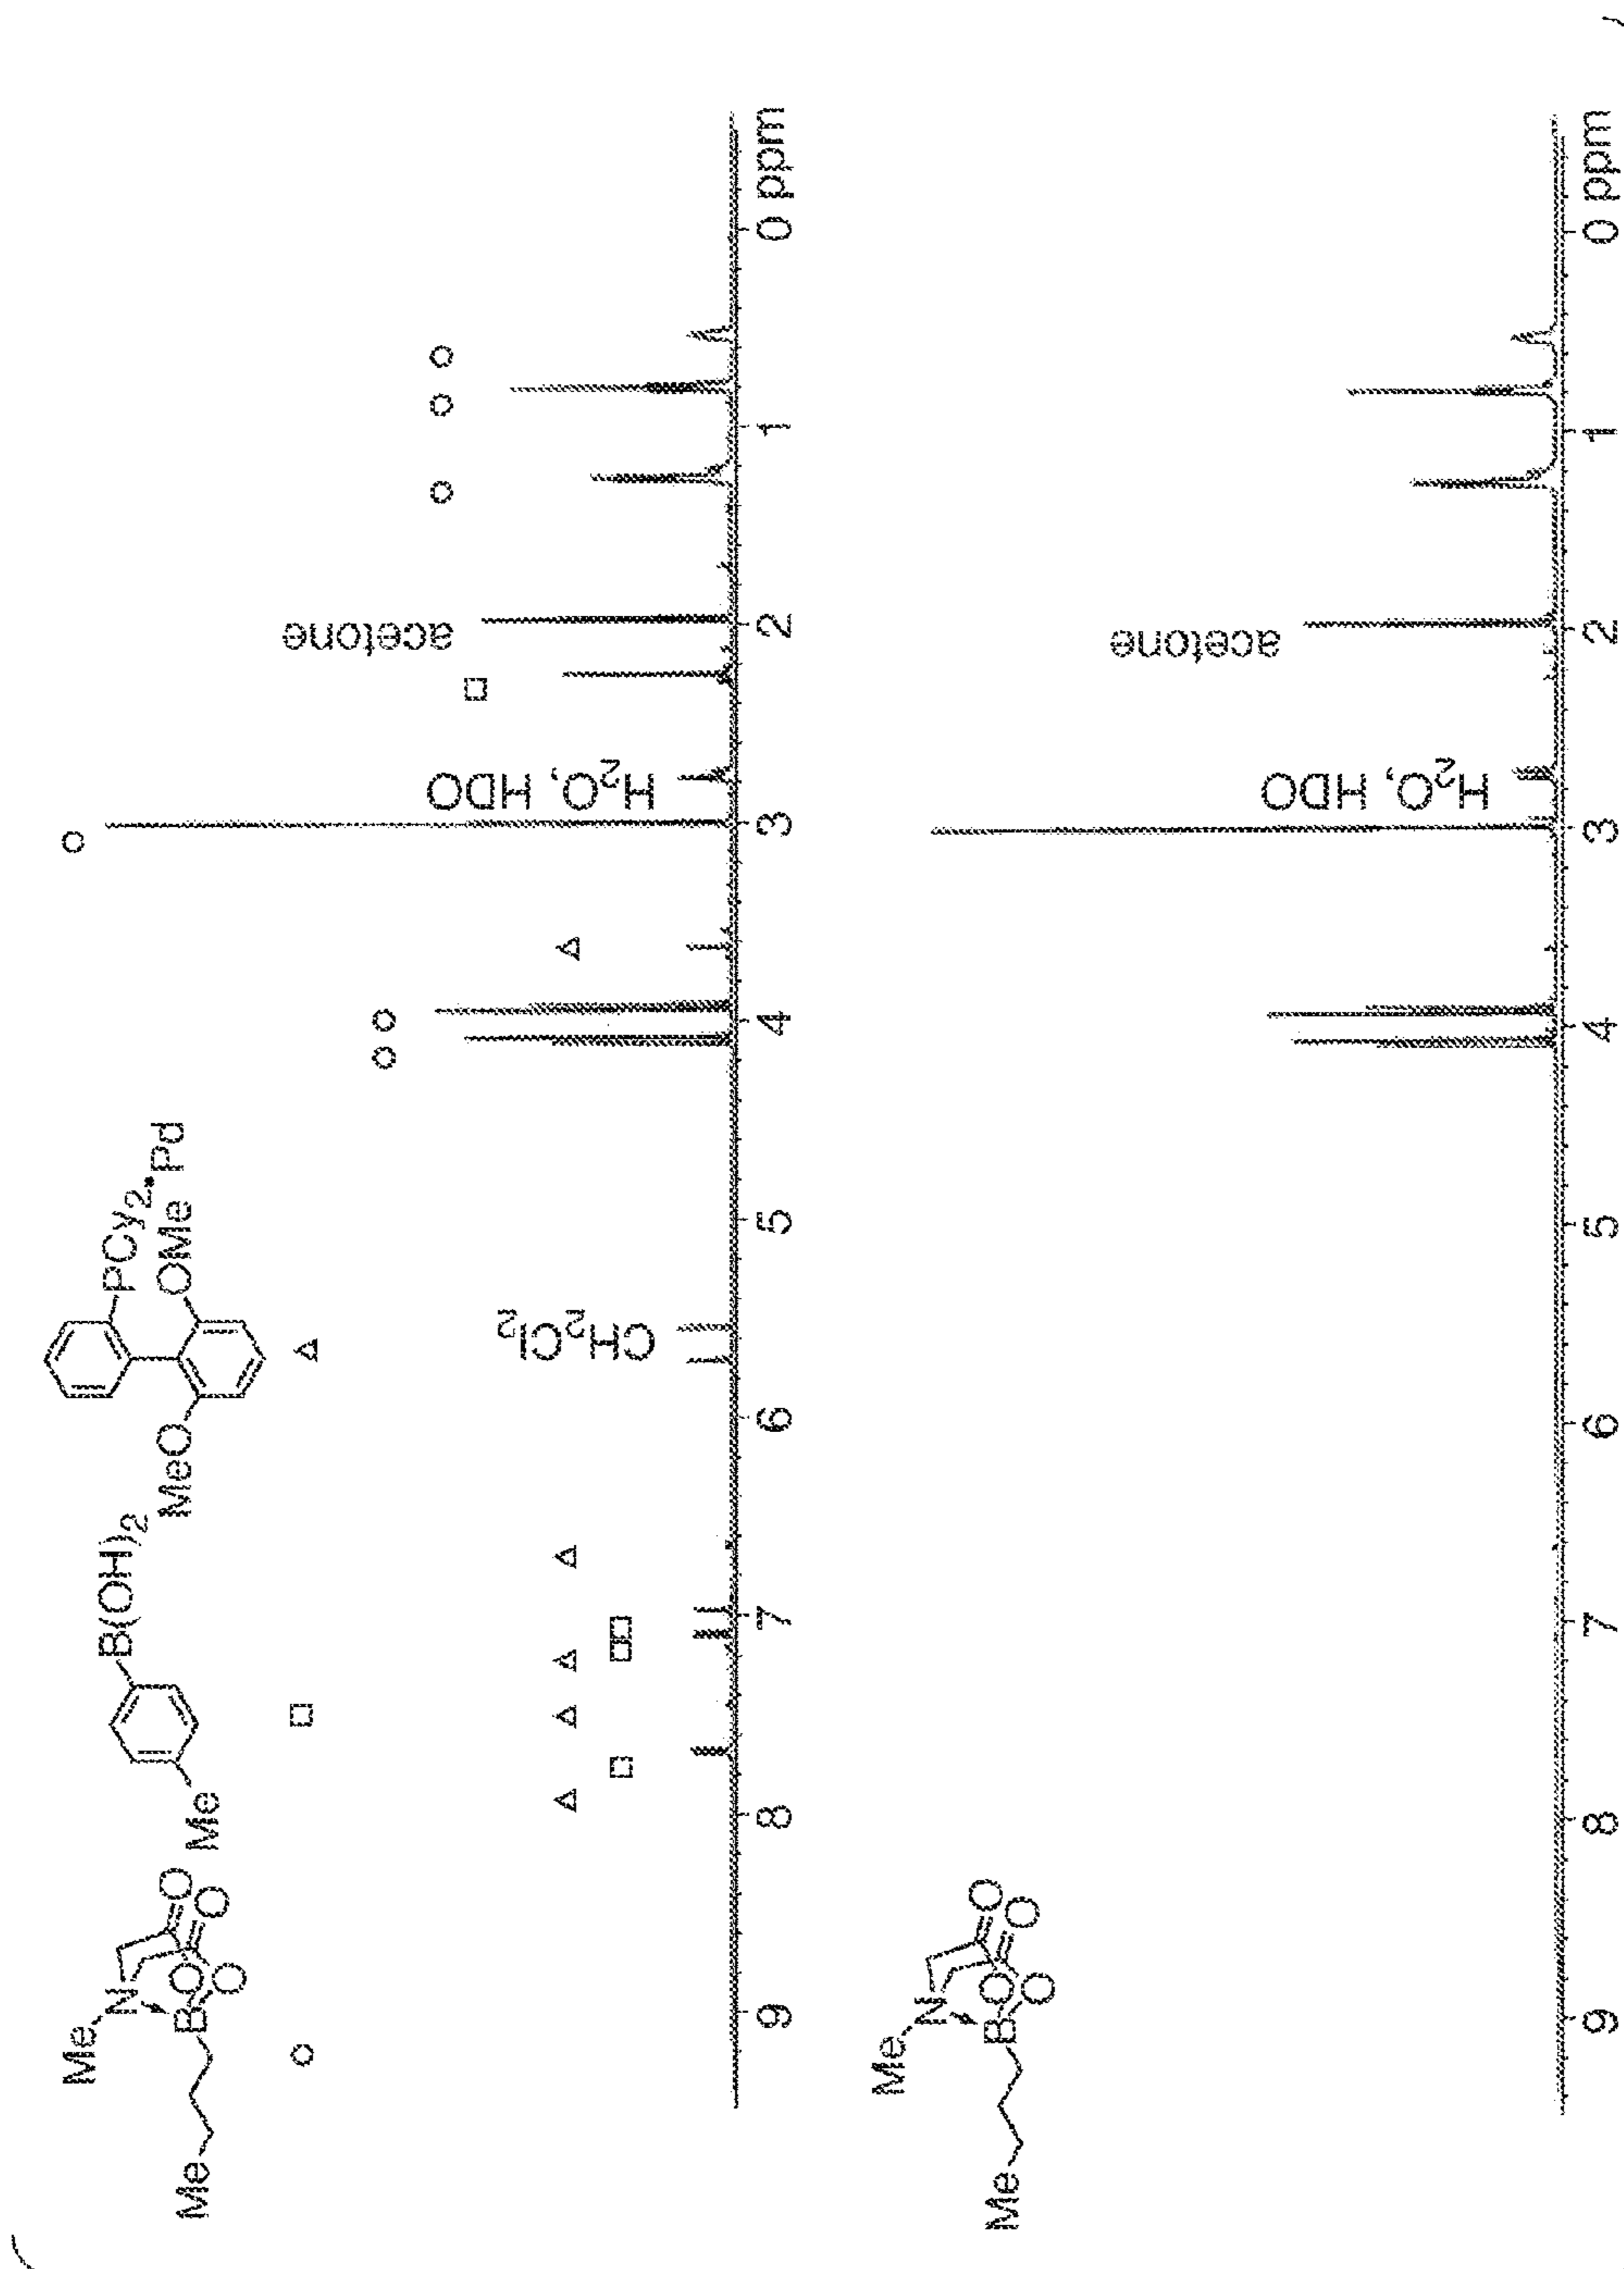 Me
N
O
O
B
O
O
Me
Me
B(OH)₂
MeO
PCy₂•Pd
OMe
H₂O, HDO
acetone
CH₂Cl₂
9 8 7 6 5 4 3 2 1 0 ppm
Me
N
O
O
B
O
O
Me
acetone
H₂O, HDO
9 8 7 6 5 4 3 2 1 0 ppm